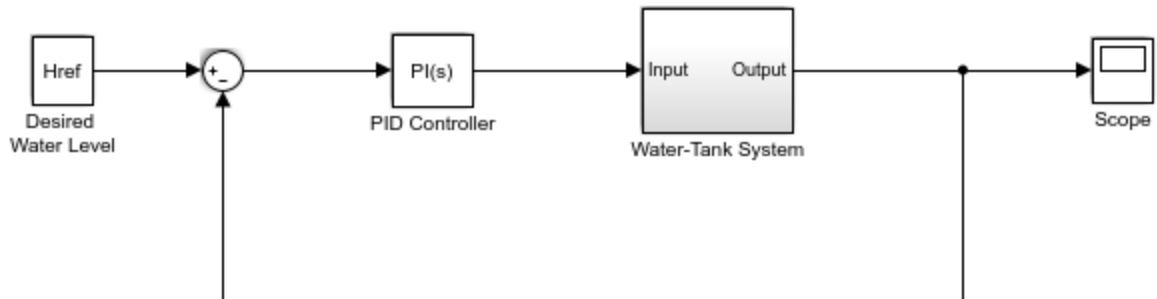 Href
Desired
Water Level
+
_
PI(s)
PID Controller
Input
Output
Water-Tank System
Scope